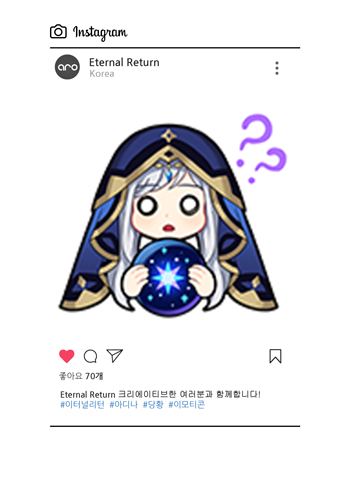 Instagram
aro
Eternal Return
Korea
??
좋아요 70개
Eternal Return 크리에이티브한 여러분과 함께합니다!
#이터널리턴 #아디나 #당황 #이모티콘